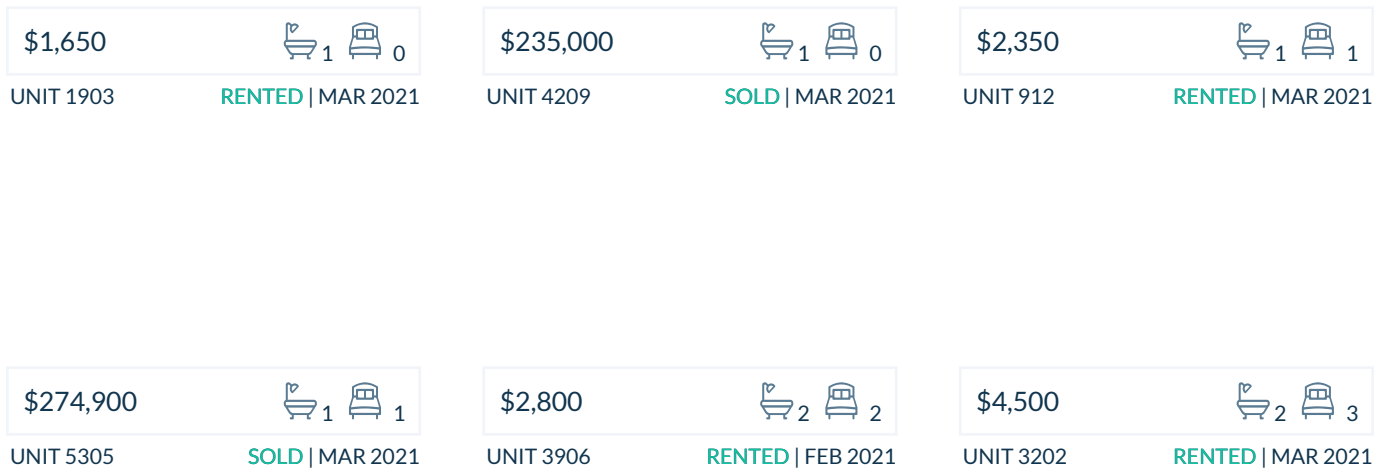 $1,650 1 0
$235,000 1 0
$2,350 1 1
UNIT 1903 RENTED | MAR 2021
UNIT 4209 SOLD | MAR 2021
UNIT 912 RENTED | MAR 2021
$274,900 1 1
$2,800 2 2
$4,500 2 3
UNIT 5305 SOLD | MAR 2021
UNIT 3906 RENTED | FEB 2021
UNIT 3202 RENTED | MAR 2021